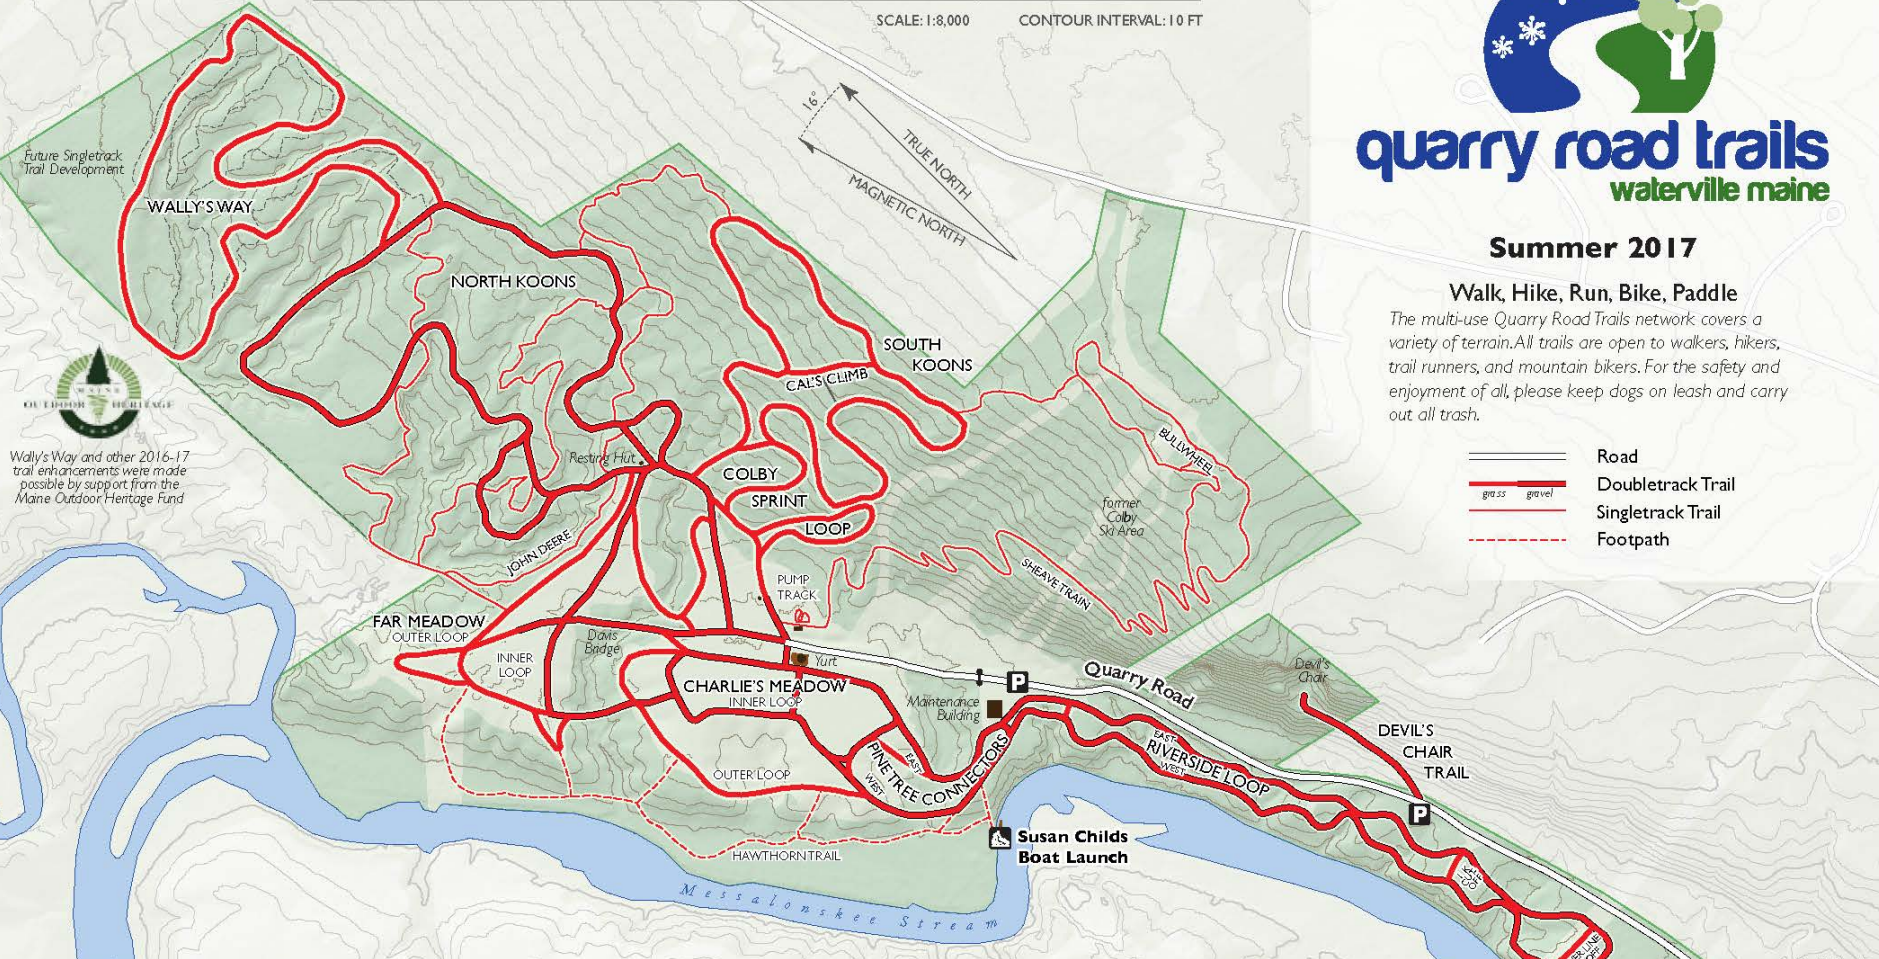 SCALE: 1:8,000
CONTOUR INTERVAL: 10 FT
16°
TRUE NORTH
MAGNETIC NORTH
quarry road trails
waterville maine
Summer 2017
Walk, Hike, Run, Bike, Paddle
The multi-use Quarry Road Trails network covers a
variety of terrain. All trails are open to walkers, hikers,
trail runners, and mountain bikers. For the safety and
enjoyment of all, please keep dogs on leash and carry
out all trash.
Road
grass gravel
Doubletrack Trail
Singletrack Trail
Footpath
Future Singletrack
Trail Development
WALLY'S WAY
NORTH KOONS
SOUTH
KOONS
CAL'S CLIMB
MAINE
OUTDOOR HERITAGE
Wally's Way and other 2016-17
trail enhancements were made
possible by support from the
Maine Outdoor Heritage Fund
Resting Hut
COLBY
SPRINT
LOOP
BULLWHEEL
former
Colby
Ski Area
JOHN DEERE
SHEAVE TRAIN
PUMP
TRACK
FAR MEADOW
OUTER LOOP
INNER
LOOP
Davis
Bridge
Yurt
CHARLIE'S MEADOW
INNER LOOP
Maintenance
Building
P
Quarry Road
Devil's
Chair
DEVIL'S
CHAIR
TRAIL
P
OUTER LOOP
PINE TREE CONNECTORS
EAST
WEST
EAST
RIVERSIDE LOOP
WEST
HAWTHORN TRAIL
Susan Childs
Boat Launch
Messalonskee Stream